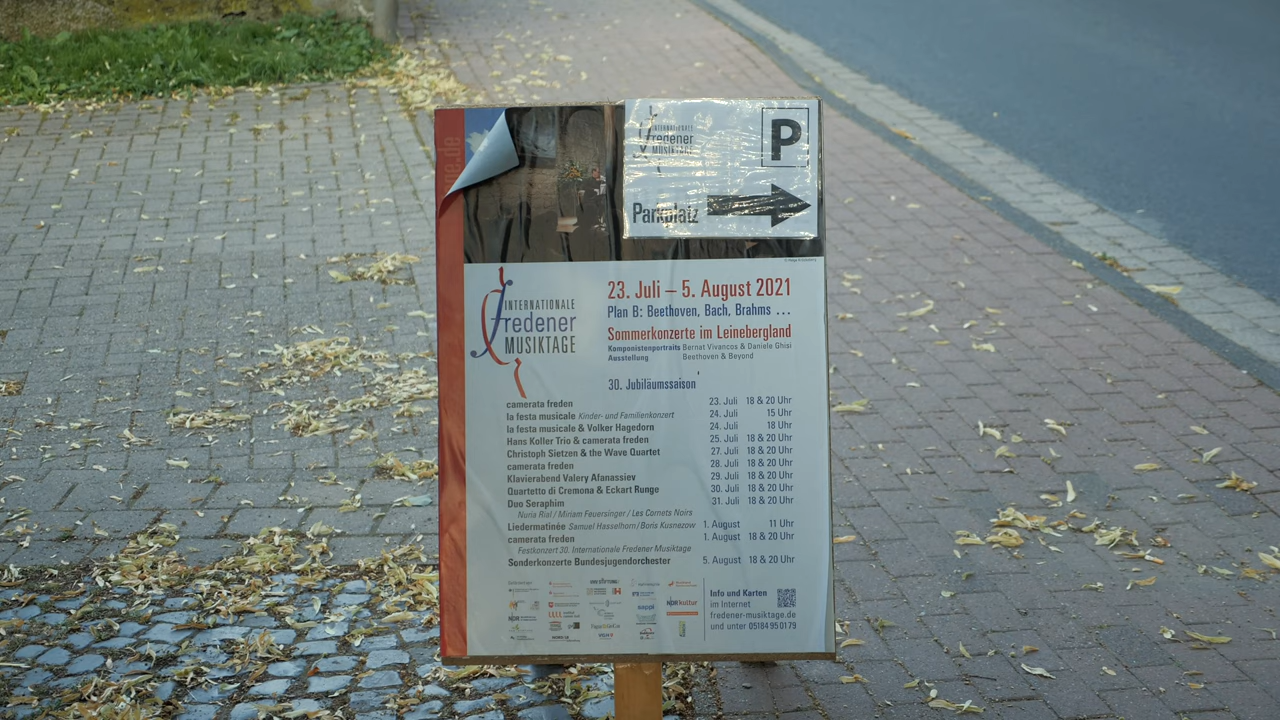 INTERNATIONALE
fredener
MUSIKTAGE
P
Parkplatz
INTERNATIONALE
fredener
MUSIKTAGE
23. Juli – 5. August 2021
Plan B: Beethoven, Bach, Brahms ...
Sommerkonzerte im Leinebergland
Komponistenportraits Bernat Vivancos & Daniele Ghisi
Ausstellung Beethoven & Beyond
30. Jubiläumssaison
camerata freden 23. Juli 18 & 20 Uhr
la festa musicale Kinder- und Familienkonzert 24. Juli 15 Uhr
la festa musicale & Volker Hagedorn 24. Juli 18 Uhr
Hans Koller Trio & camerata freden 25. Juli 18 & 20 Uhr
Christoph Sietzen & the Wave Quartet 27. Juli 18 & 20 Uhr
camerata freden 28. Juli 18 & 20 Uhr
Klavierabend Valery Afanassiev 29. Juli 18 & 20 Uhr
Quartetto di Cremona & Eckart Runge 30. Juli 18 & 20 Uhr
Duo Seraphim 31. Juli 18 & 20 Uhr
Nuria Rial / Miriam Feuersinger / Les Cornets Noirs
Liedermatinée Samuel Hasselhorn/Boris Kusnezow 1. August 11 Uhr
camerata freden 1. August 18 & 20 Uhr
Festkonzert 30. Internationale Fredener Musiktage
Sonderkonzerte Bundesjugendorchester 5. August 18 & 20 Uhr
sappi
NDR kultur
Info und Karten
im Internet
fredener-musiktage.de
und unter 05184 950179